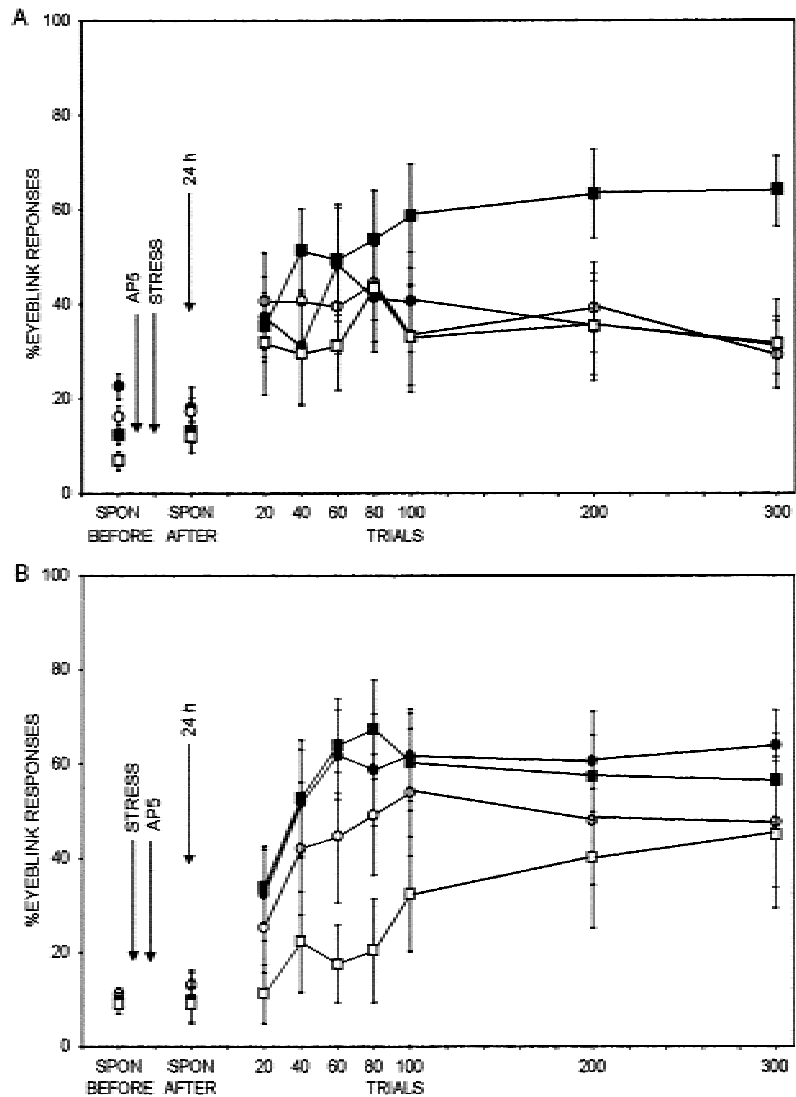 A
100
80
60
40
20
0
%EYEBLINK REPONSES
AP5
STRESS
24 h
SPON BEFORE
SPON AFTER
20 40 60 80 100 200 300
TRIALS
B
100
80
60
40
20
0
%EYEBLINK RESPONSES
STRESS
AP5
24 h
SPON BEFORE
SPON AFTER
20 40 60 80 100 200 300
TRIALS